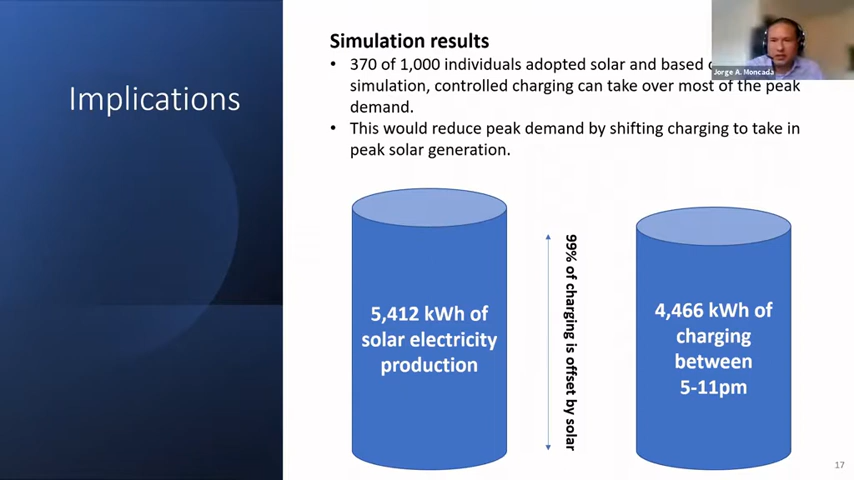 Implications
Simulation results
• 370 of 1,000 individuals adopted solar and based
simulation, controlled charging can take over most of the peak
demand.
• This would reduce peak demand by shifting charging to take in
peak solar generation.
5,412 kWh of
solar electricity
production
99% of charging is offset by solar
4,466 kWh of
charging
between
5-11pm
Jorge A. Moncada
17